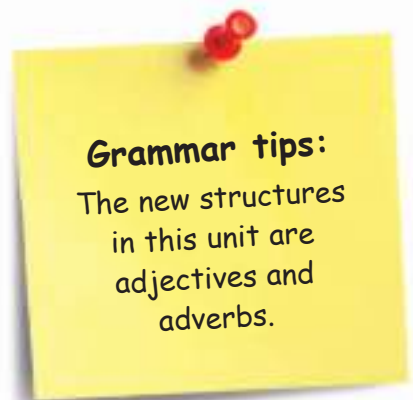 Grammar tips:
The new structures
in this unit are
adjectives and
adverbs.